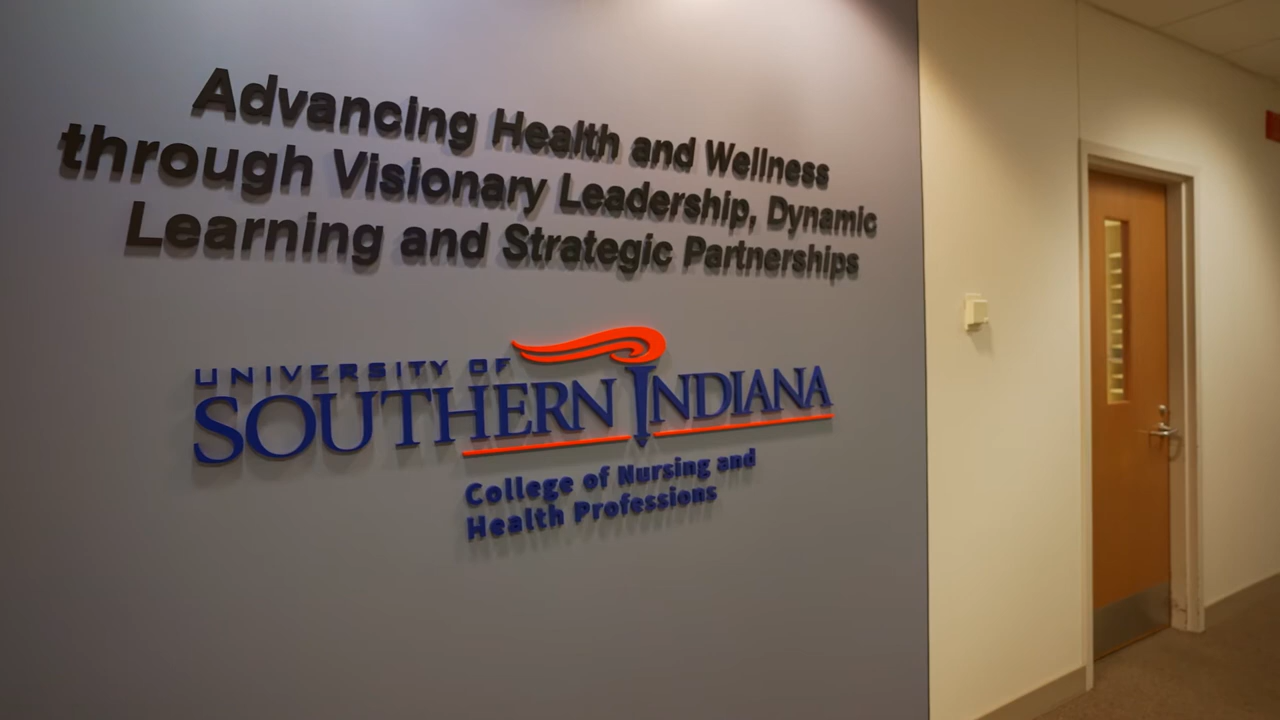 Advancing Health and Wellness
through Visionary Leadership, Dynamic
Learning and Strategic Partnerships
UNIVERSITY OF
SOUTHERN INDIANA
College of Nursing and
Health Professions